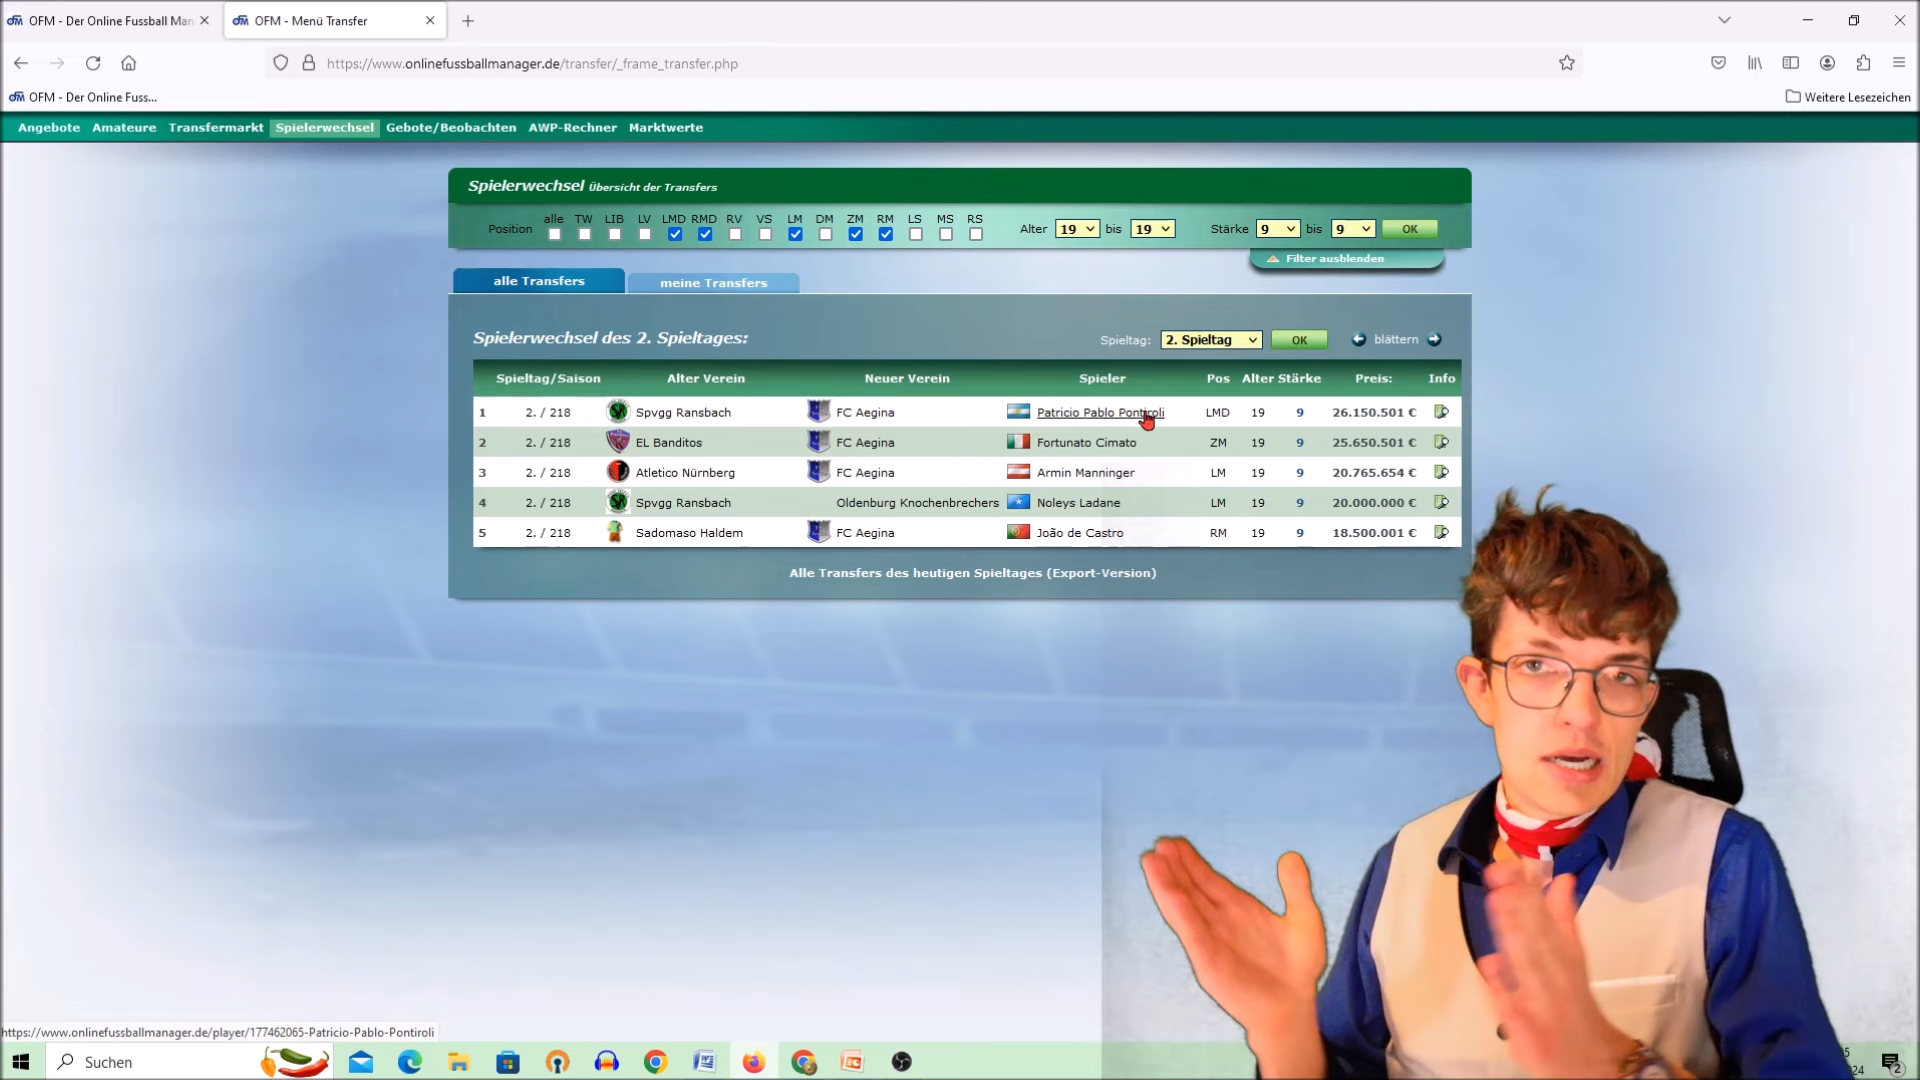 OFM - Der Online Fussball Man
OFM - Menü Transfer
https://www.onlinefussballmanager.de/transfer/_frame_transfer.php
OFM - Der Online Fuss...
Weitere Lesezeichen
Angebote Amateure Transfermarkt Spielerwechsel Gebote/Beobachten AWP-Rechner Marktwerte
Spielerwechsel Übersicht der Transfers
alle TW LIB LV LMD RMD RV VS LM DM ZM RM LS MS RS
Position Alter 19 bis 19 Stärke 9 bis 9 OK
Filter ausblenden
alle Transfers meine Transfers
Spielerwechsel des 2. Spieltages: Spieltag: 2. Spieltag OK blättern
Spieltag/Saison Alter Verein Neuer Verein Spieler Pos Alter Stärke Preis: Info
1 2. / 218 Spvgg Ransbach FC Aegina Patricio Pablo Pontiroli LMD 19 9 26.150.501 €
2 2. / 218 EL Banditos FC Aegina Fortunato Cimato ZM 19 9 25.650.501 €
3 2. / 218 Atletico Nürnberg FC Aegina Armin Manninger LM 19 9 20.765.654 €
4 2. / 218 Spvgg Ransbach Oldenburg Knochenbrechers Noleys Ladane LM 19 9 20.000.000 €
5 2. / 218 Sadomaso Haldem FC Aegina João de Castro RM 19 9 18.500.001 €
Alle Transfers des heutigen Spieltages (Export-Version)
https://www.onlinefussballmanager.de/player/177462065-Patricio-Pablo-Pontiroli
Suchen
24
2